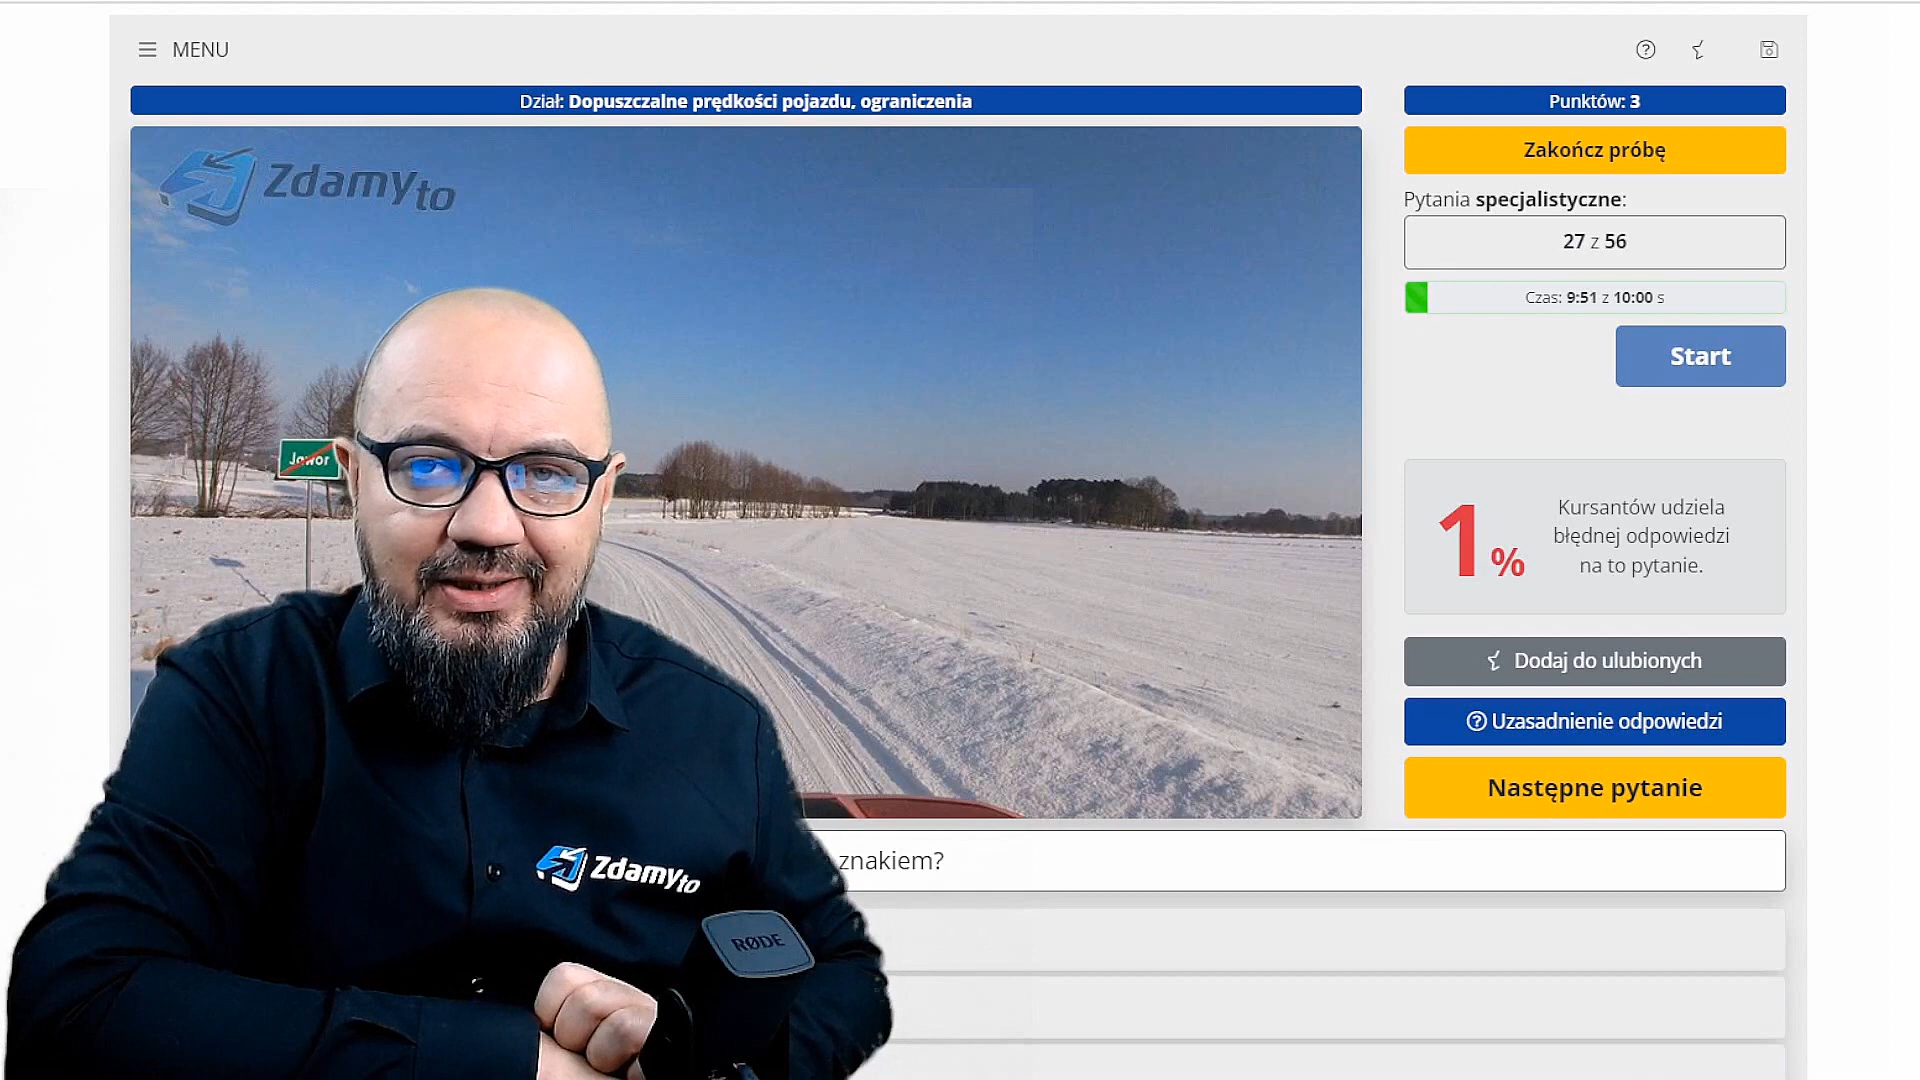 MENU
Dział: Dopuszczalne prędkości pojazdu, ograniczenia
Punktów: 3
Zdamyto
Zakończ próbę
Pytania specjalistyczne:
27 z 56
Czas: 9:51 z 10:00 s
Start
Jawor
1%
Kursantów udziela
błędnej odpowiedzi
na to pytanie.
Dodaj do ulubionych
Uzasadnienie odpowiedzi
Następne pytanie
znakiem?
Zdamyto
RØDE